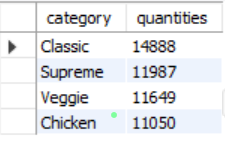 category quantities
Classic 14888
Supreme 11987
Veggie 11649
Chicken 11050